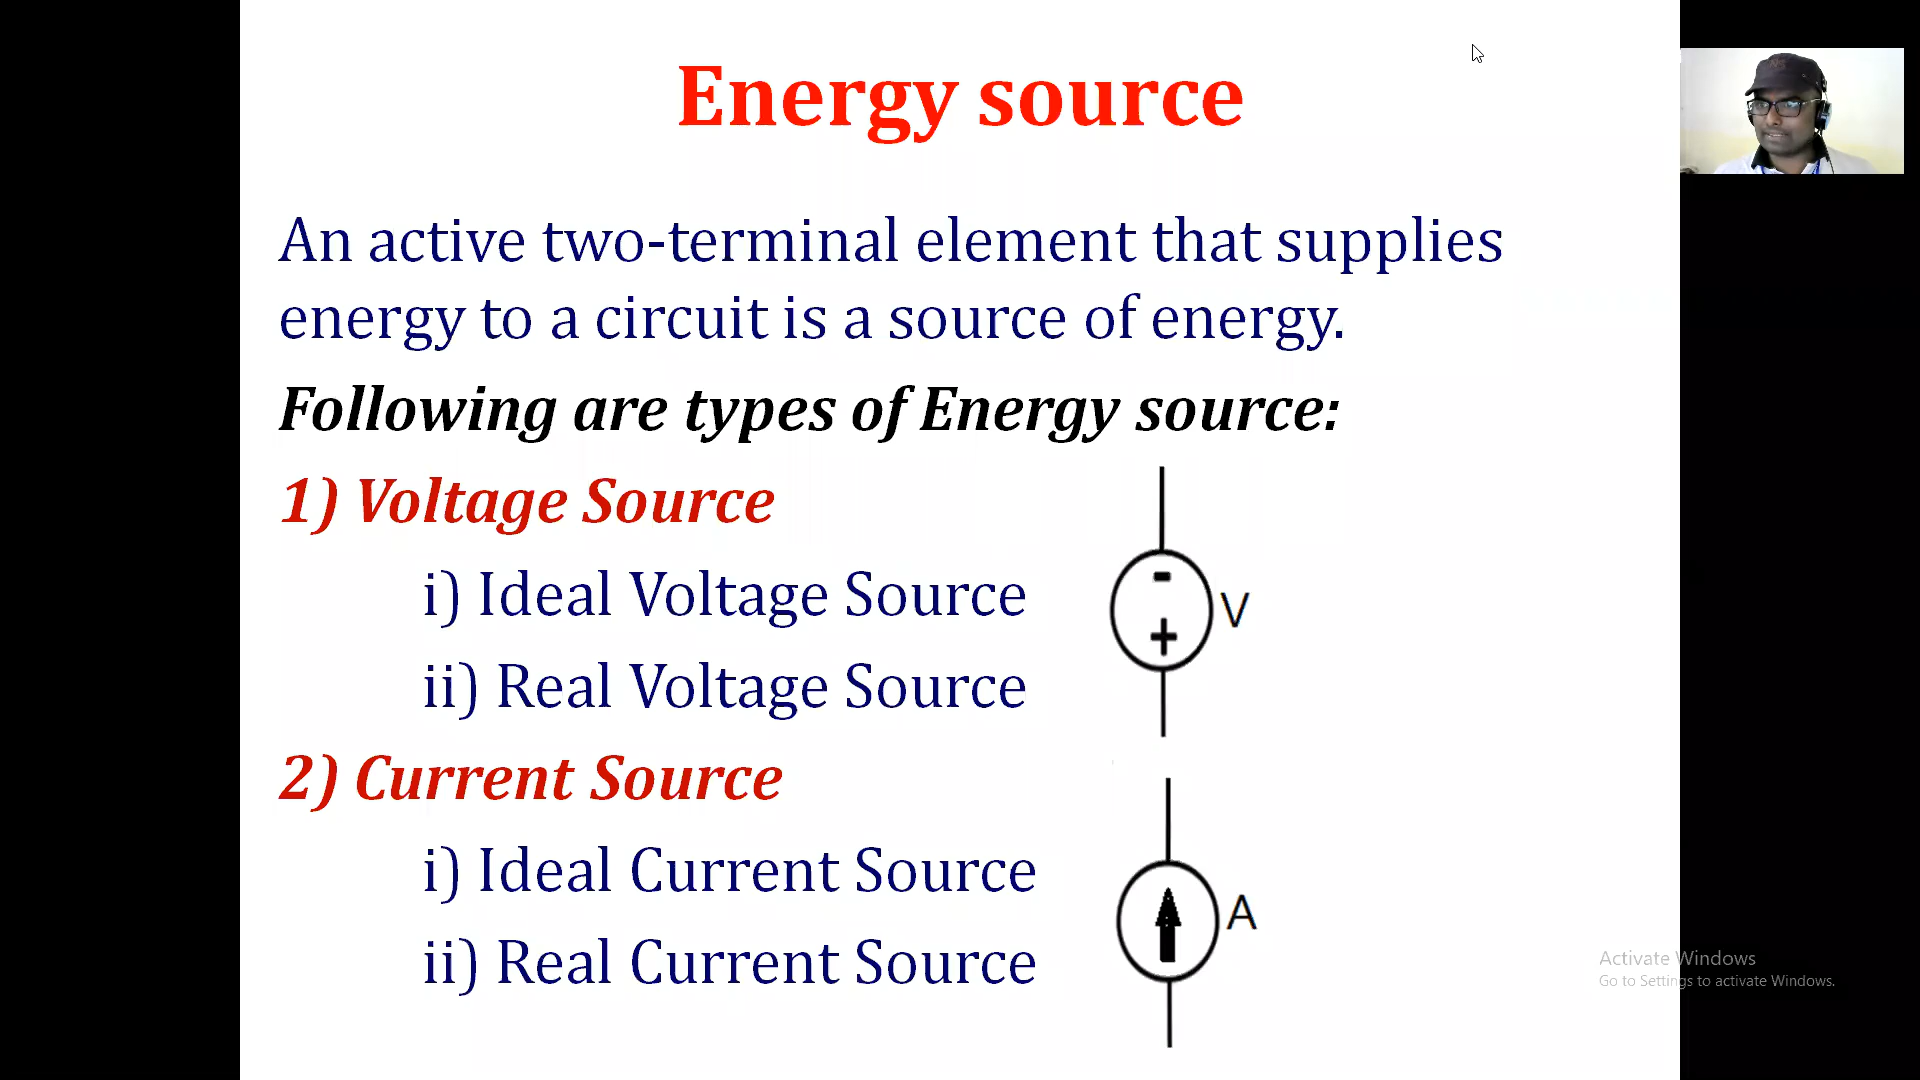 Energy source
An active two-terminal element that supplies
energy to a circuit is a source of energy.
Following are types of Energy source:
1) Voltage Source
i) Ideal Voltage Source
ii) Real Voltage Source
-
+
V
2) Current Source
i) Ideal Current Source
ii) Real Current Source
A
Activate Windows
Go to Settings to activate Windows.